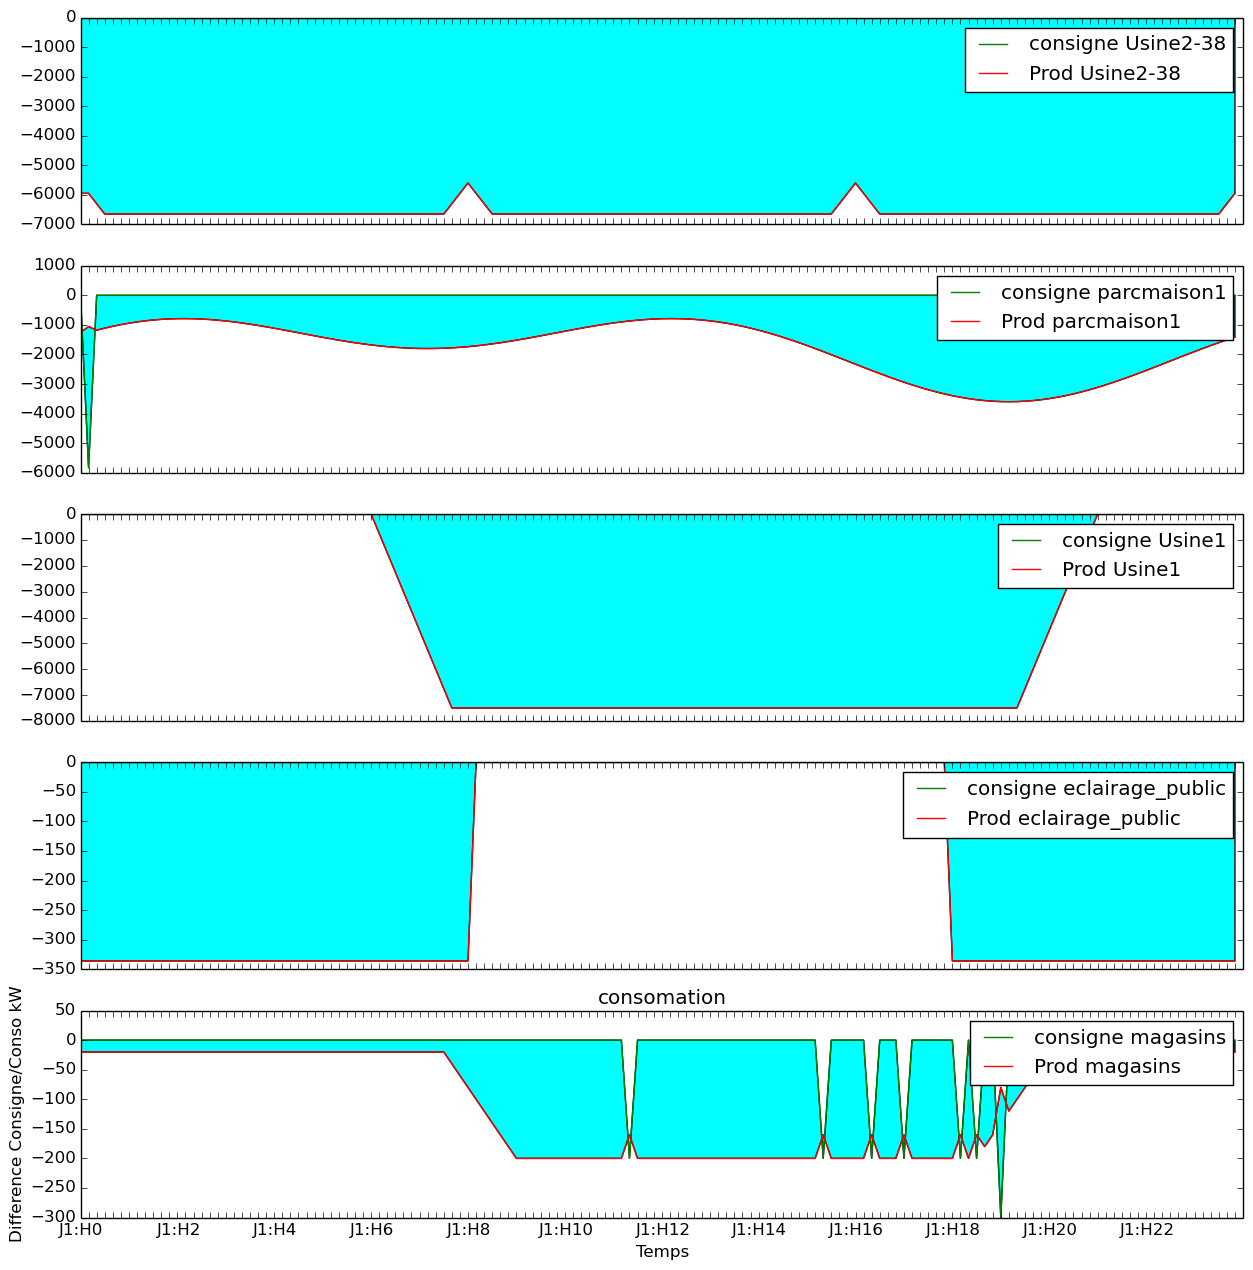 0
−1000
−2000
−3000
−4000
−5000
−6000
−7000
consigne Usine2-38
Prod Usine2-38
1000
0
−1000
−2000
−3000
−4000
−5000
−6000
consigne parcmaison1
Prod parcmaison1
0
−1000
−2000
−3000
−4000
−5000
−6000
−7000
−8000
consigne Usine1
Prod Usine1
0
−50
−100
−150
−200
−250
−300
−350
consigne eclairage_public
Prod eclairage_public
consomation
Difference Consigne/Conso kW
50
0
−50
−100
−150
−200
−250
−300
consigne magasins
Prod magasins
J1:H0 J1:H2 J1:H4 J1:H6 J1:H8 J1:H10 J1:H12 J1:H14 J1:H16 J1:H18 J1:H20 J1:H22
Temps